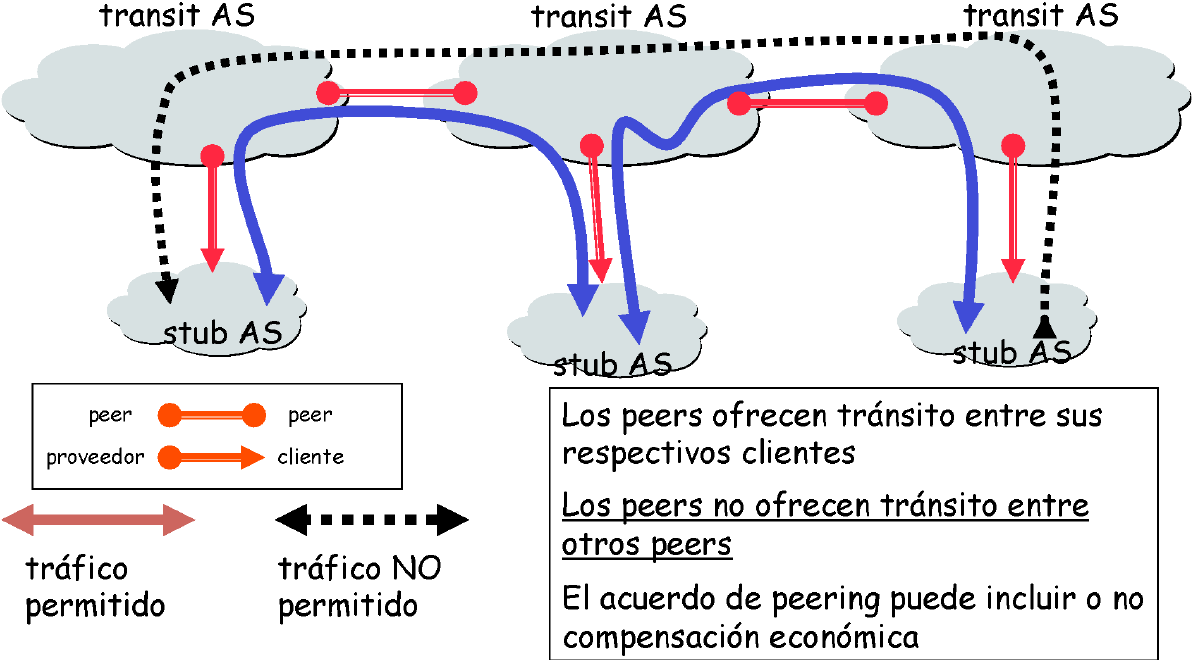 transit AS
transit AS
transit AS
stub AS
stub AS
stub AS
peer
peer
proveedor
cliente
tráfico
permitido
tráfico NO
permitido
Los peers ofrecen tránsito entre sus
respectivos clientes
Los peers no ofrecen tránsito entre
otros peers
El acuerdo de peering puede incluir o no
compensación económica